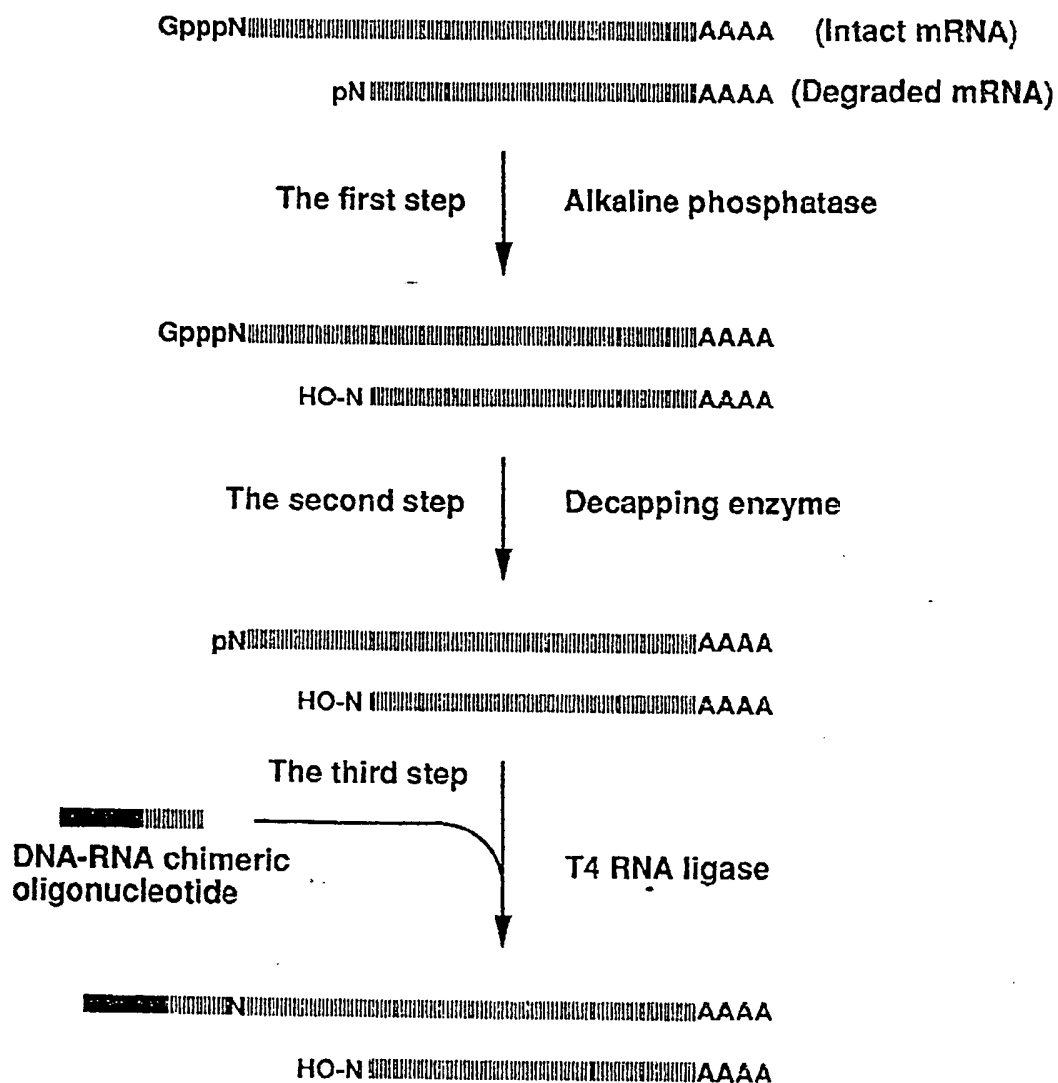 GpppN AAAA (Intact mRNA)
pN AAAA (Degraded mRNA)
The first step Alkaline phosphatase
GpppN AAAA
HO-N AAAA
The second step Decapping enzyme
pN AAAA
HO-N AAAA
The third step
DNA-RNA chimeric
oligonucleotide
T4 RNA ligase
N AAAA
HO-N AAAA